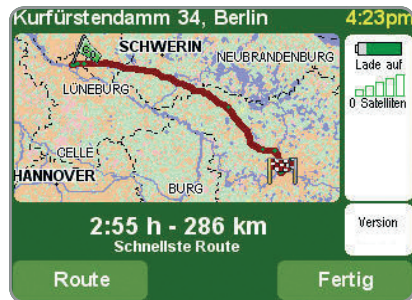 Kurfürstendamm 34, Berlin
4:23pm
SCHWERIN
NEUBRANDENBURG
LÜNEBURG
CELLE
HANNOVER
BURG
Lade auf
0 Satelliten
2:55 h - 286 km
Schnellste Route
Version
Route
Fertig